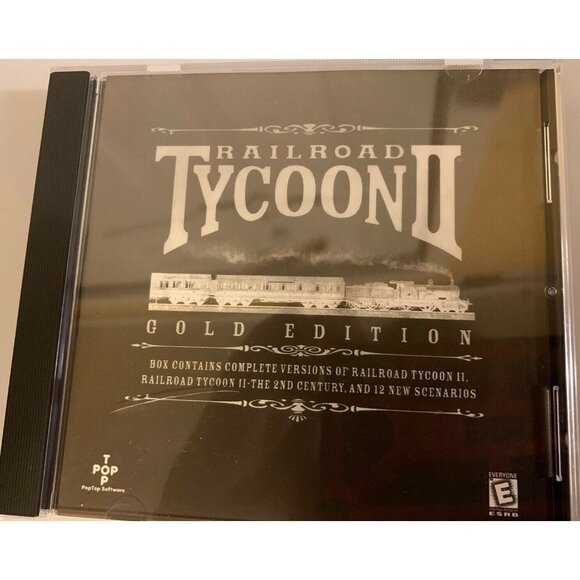 RAILROAD
TYCOON II
GOLD EDITION
BOX CONTAINS COMPLETE VERSIONS OF RAILROAD TYCOON II,
RAILROAD TYCOON II-THE 2ND CENTURY, AND 12 NEW SCENARIOS
T
POP
P
PopTop Software
EVERYONE
E
ESRB